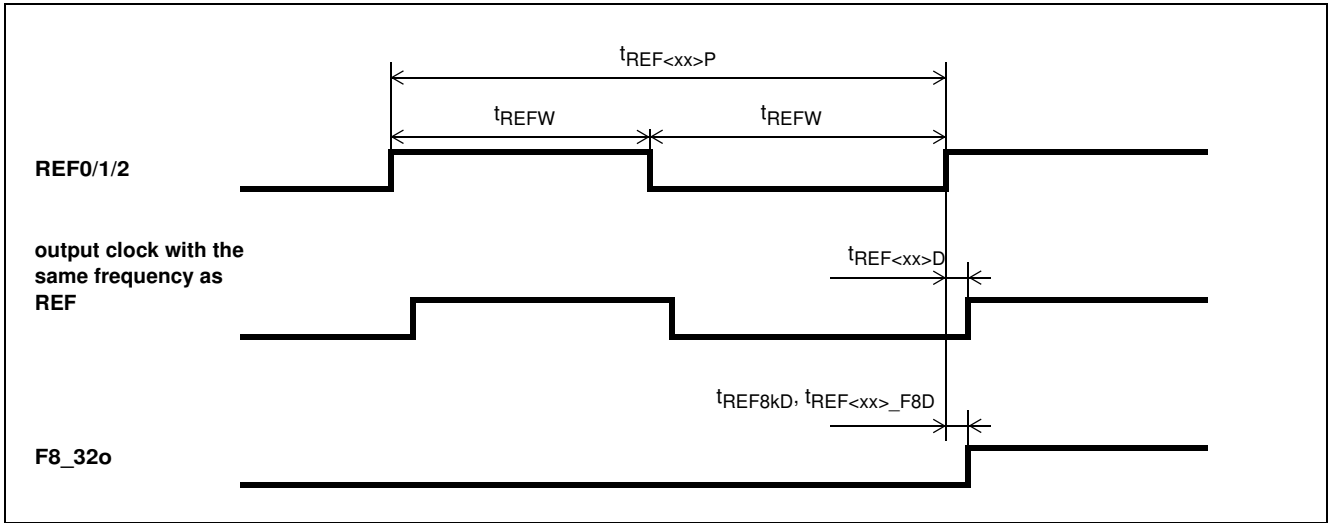 tREF<xx>P
tREFW tREFW
REF0/1/2
output clock with the
same frequency as
REF
tREF<xx>D
tREF8kD, tREF<xx>_F8D
F8_32o